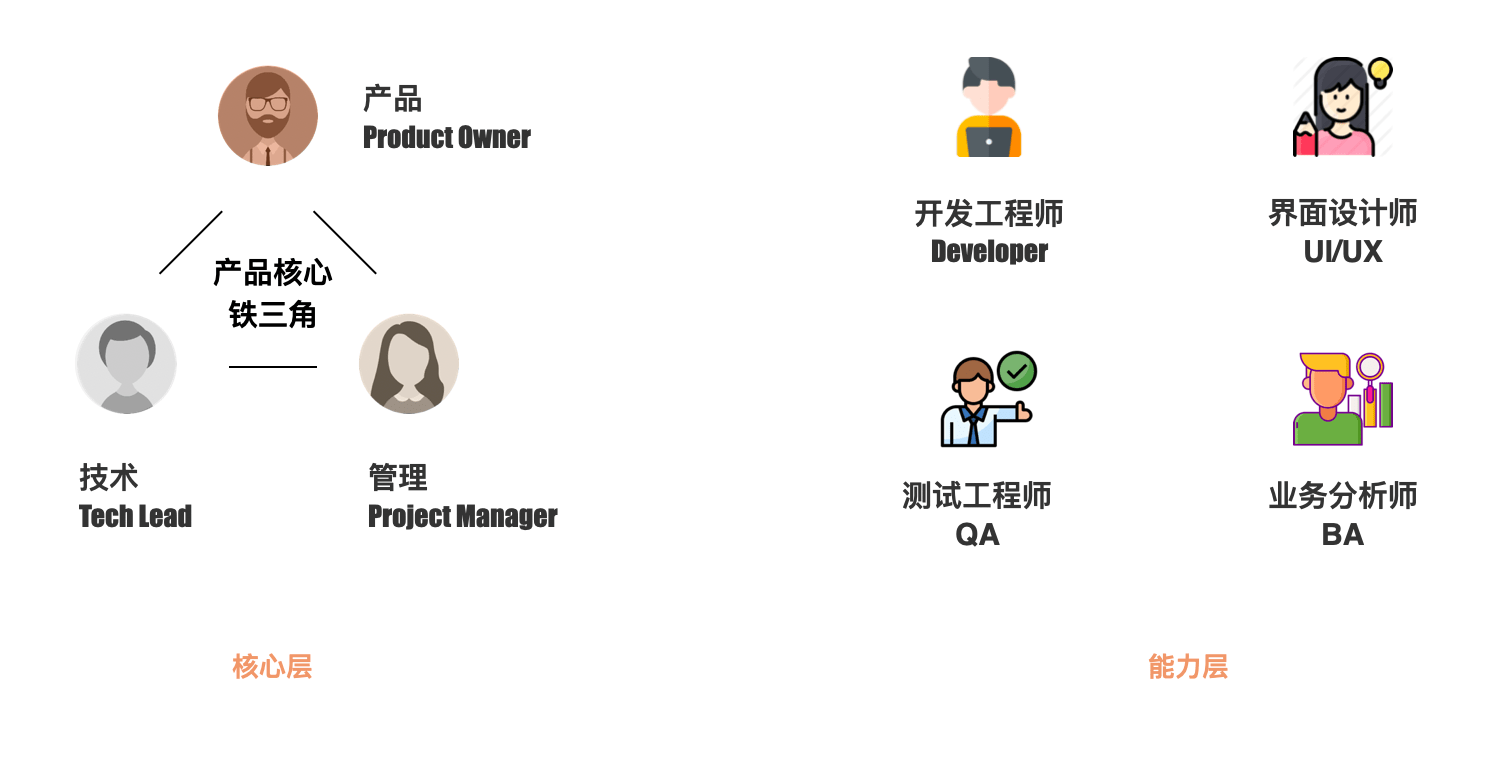 产品
Product Owner
产品核心
铁三角
技术
Tech Lead
管理
Project Manager
核心层
开发工程师
Developer
界面设计师
UI/UX
测试工程师
QA
业务分析师
BA
能力层